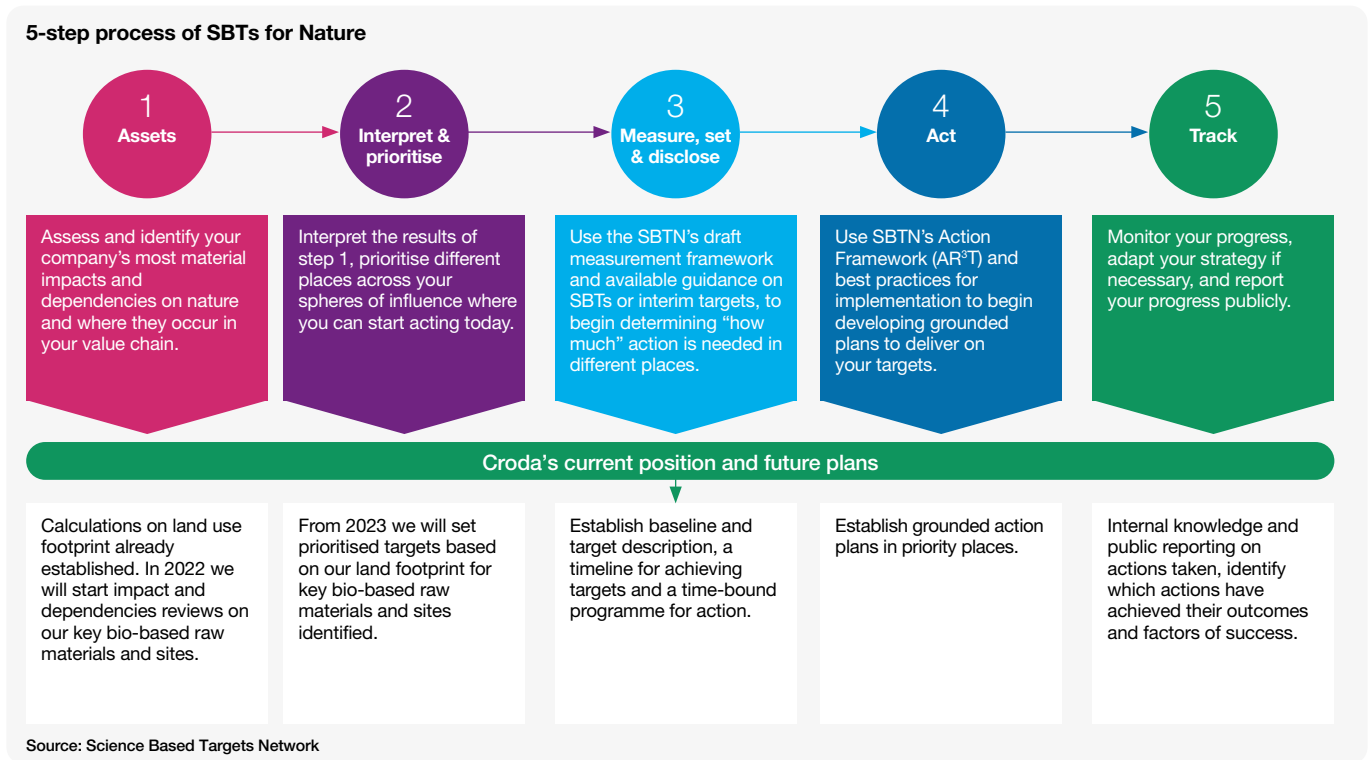 5-step process of SBTs for Nature
1
Assets
2
Interpret &
prioritise
3
Measure, set
& disclose
4
Act
5
Track
Assess and identify your
company's most material
impacts and
dependencies on nature
and where they occur in
your value chain.
Interpret the results of
step 1, prioritise different
places across your
spheres of influence where
you can start acting today.
Use the SBTN's draft
measurement framework
and available guidance on
SBTs or interim targets, to
begin determining “how
much” action is needed in
different places.
Use SBTN's Action
Framework (AR³T) and
best practices for
implementation to begin
developing grounded
plans to deliver on
your targets.
Monitor your progress,
adapt your strategy if
necessary, and report
your progress publicly.
Croda's current position and future plans
Calculations on land use
footprint already
established. In 2022 we
will start impact and
dependencies reviews on
our key bio-based raw
materials and sites.
From 2023 we will set
prioritised targets based
on our land footprint for
key bio-based raw
materials and sites
identified.
Establish baseline and
target description, a
timeline for achieving
targets and a time-bound
programme for action.
Establish grounded action
plans in priority places.
Internal knowledge and
public reporting on
actions taken, identify
which actions have
achieved their outcomes
and factors of success.
Source: Science Based Targets Network